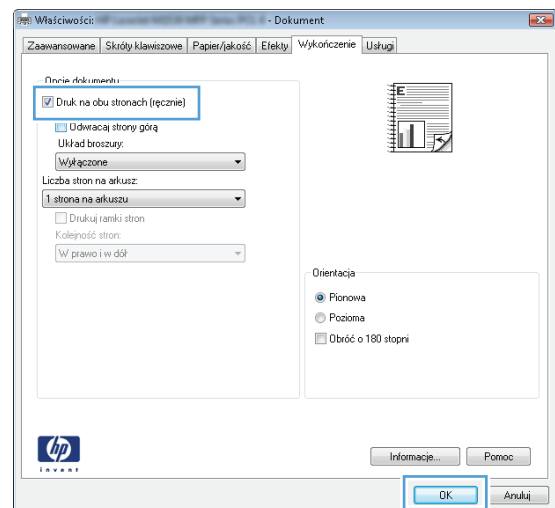 Właściwości: - Dokument
Zaawansowane Skróty klawiszowe Papier/jakość Efekty Wykończenie Usługi
Opcje dokumentu
Druk na obu stronach (ręcznie)
Odwracaj strony górą
Układ broszury:
Wyłączone
Liczba stron na arkusz:
1 strona na arkuszu
Drukuj ramki stron
Kolejność stron:
W prawo i w dół
E
Orientacja
Pionowa
Pozioma
Obróć o 180 stopni
hp
invent
Informacje... Pomoc
OK Anuluj